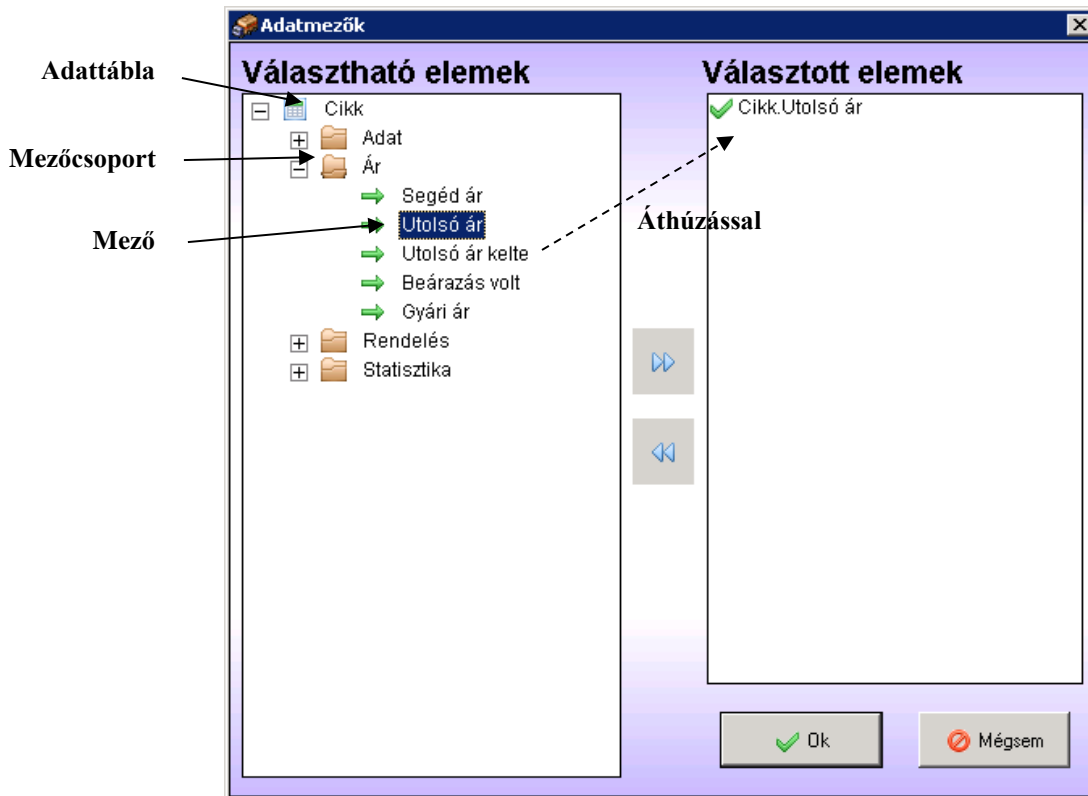 Adatmezők
Adattábla
Választható elemek
Választott elemek
Cikk
Cikk.Utolsó ár
Adat
Mezőcsoport
Ár
Segéd ár
Mező
Utolsó ár
Áthúzással
Utolsó ár kelte
Beárazás volt
Gyári ár
Rendelés
Statisztika
Ok
Mégsem